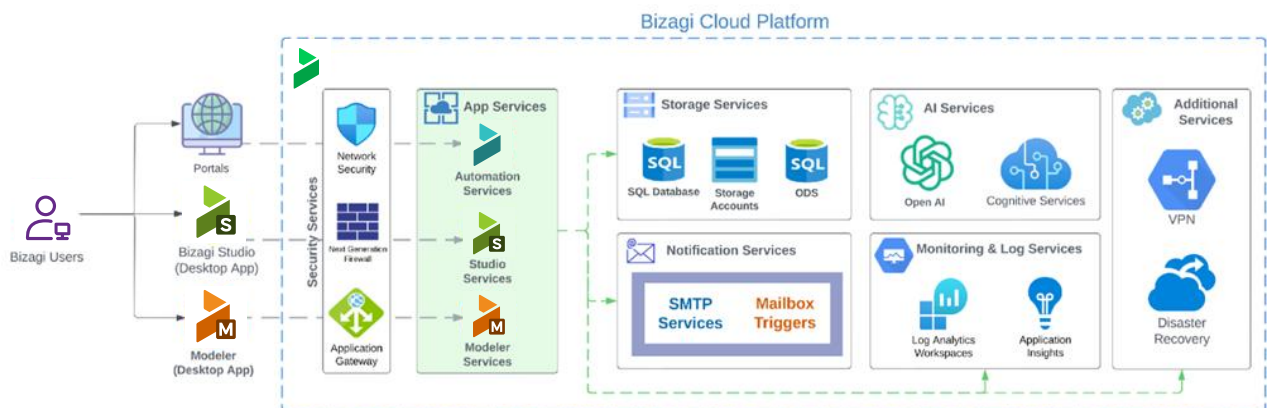 Bizagi Cloud Platform
Bizagi Users
Portals
S
Bizagi Studio
(Desktop App)
M
Modeler
(Desktop App)
Security Services
Network
Security
Next Generation
Firewall
Application
Gateway
App Services
Automation
Services
S
Studio
Services
M
Modeler
Services
Storage Services
SQL
SQL Database
Storage
Accounts
SQL
ODS
Notification Services
SMTP
Services
Mailbox
Triggers
AI Services
Open AI
Cognitive Services
Monitoring & Log Services
Log Analytics
Workspaces
Application
Insights
Additional
Services
VPN
Disaster
Recovery